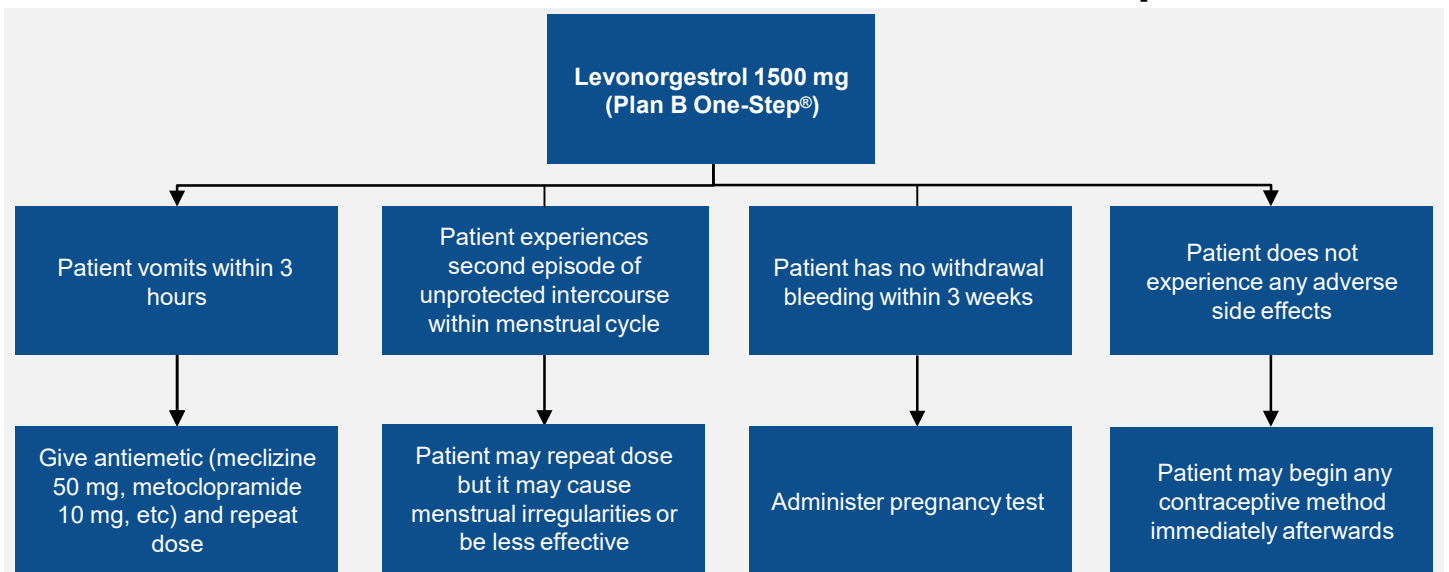 Levonorgestrol 1500 mg
(Plan B One-Step®)
Patient vomits within 3
hours
Patient experiences
second episode of
unprotected intercourse
within menstrual cycle
Patient has no withdrawal
bleeding within 3 weeks
Patient does not
experience any adverse
side effects
Give antiemetic (meclizine
50 mg, metoclopramide
10 mg, etc) and repeat
dose
Patient may repeat dose
but it may cause
menstrual irregularities or
be less effective
Administer pregnancy test
Patient may begin any
contraceptive method
immediately afterwards